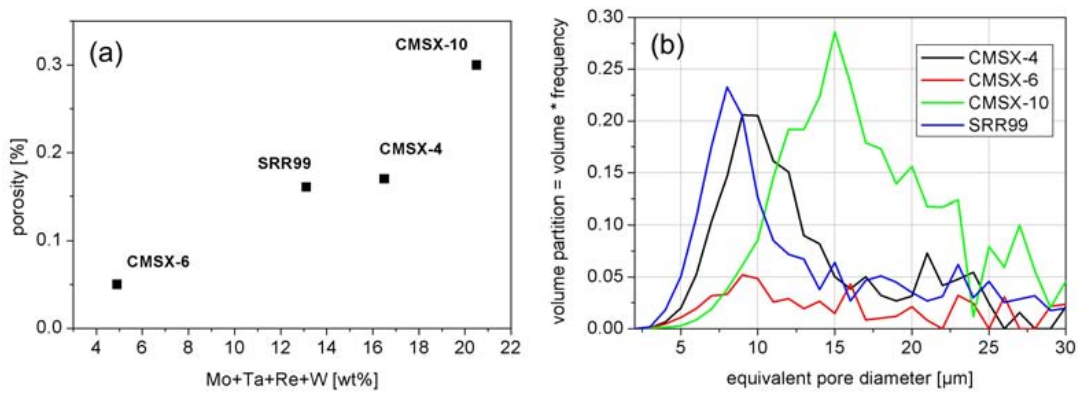 (a)
CMSX-10
CMSX-4
SRR99
CMSX-6
porosity [%]
0.3
0.2
0.1
0.0
4 6 8 10 12 14 16 18 20 22
Mo+Ta+Re+W [wt%]
(b)
CMSX-4
CMSX-6
CMSX-10
SRR99
volume partition = volume * frequency
0.30
0.25
0.20
0.15
0.10
0.05
0.00
5 10 15 20 25 30
equivalent pore diameter [µm]